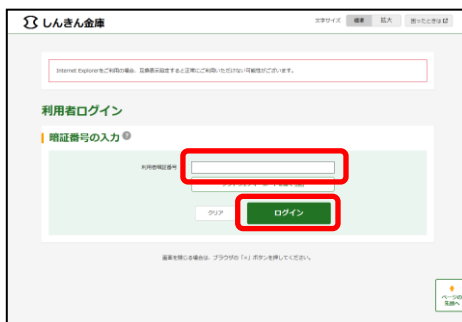 しんきん金庫
文字サイズ 標準 拡大 困ったときは
Internet Explorerをご利用の場合、互換表示設定すると正常にご利用いただけない可能性がございます。
利用者ログイン
暗証番号の入力
利用者暗証番号
クリア ログイン
画面を閉じる場合は、ブラウザの「×」ボタンを押してください。
ページの
先頭へ